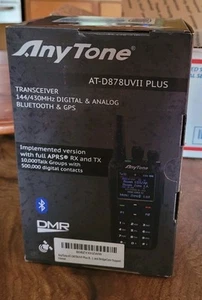 AnyTone®
AT-D878UVII PLUS
TRANSCEIVER
144/430MHz DIGITAL & ANALOG
BLUETOOTH & GPS
Implemented version
with full APRS® RX and TX
10,000Talk Groups with
500,000 digital contacts
DMR